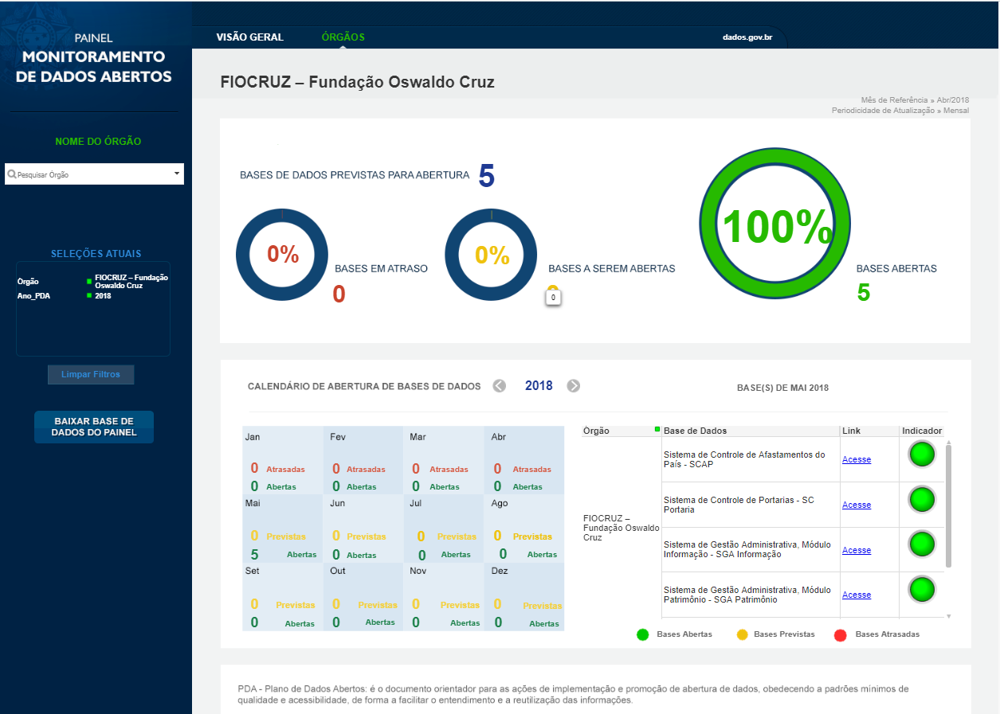 PAINEL
MONITORAMENTO
DE DADOS ABERTOS
NOME DO ÓRGÃO
Pesquisar Órgão
SELEÇÕES ATUAIS
Órgão FIOCRUZ – Fundação
Oswaldo Cruz
Ano_PDA 2018
Limpar Filtros
BAIXAR BASE DE
DADOS DO PAINEL
VISÃO GERAL ÓRGÃOS dados.gov.br
FIOCRUZ – Fundação Oswaldo Cruz
Mês de Referência » Abr/2018
Periodicidade de Atualização » Mensal
BASES DE DADOS PREVISTAS PARA ABERTURA 5
0%
BASES EM ATRASO
0
0%
BASES A SEREM ABERTAS
0
100%
BASES ABERTAS
5
CALENDÁRIO DE ABERTURA DE BASES DE DADOS 2018
BASE(S) DE MAI 2018
Jan Fev Mar Abr
0 Atrasadas 0 Atrasadas 0 Atrasadas 0 Atrasadas
0 Abertas 0 Abertas 0 Abertas 0 Abertas
Mai Jun Jul Ago
0 Previstas 0 Previstas 0 Previstas 0 Previstas
5 Abertas 0 Abertas 0 Abertas 0 Abertas
Set Out Nov Dez
0 Previstas 0 Previstas 0 Previstas 0 Previstas
0 Abertas 0 Abertas 0 Abertas 0 Abertas
Órgão Base de Dados Link Indicador
FIOCRUZ –
Fundação Oswaldo
Cruz
Sistema de Controle de Afastamentos do
País - SCAP
Acesse
Sistema de Controle de Portarias - SC
Portaria
Acesse
Sistema de Gestão Administrativa, Módulo
Informação - SGA Informação
Acesse
Sistema de Gestão Administrativa, Módulo
Patrimônio - SGA Patrimônio
Acesse
Bases Abertas Bases Previstas Bases Atrasadas
PDA - Plano de Dados Abertos: é o documento orientador para as ações de implementação e promoção de abertura de dados, obedecendo a padrões mínimos de
qualidade e acessibilidade, de forma a facilitar o entendimento e a reutilização das informações.